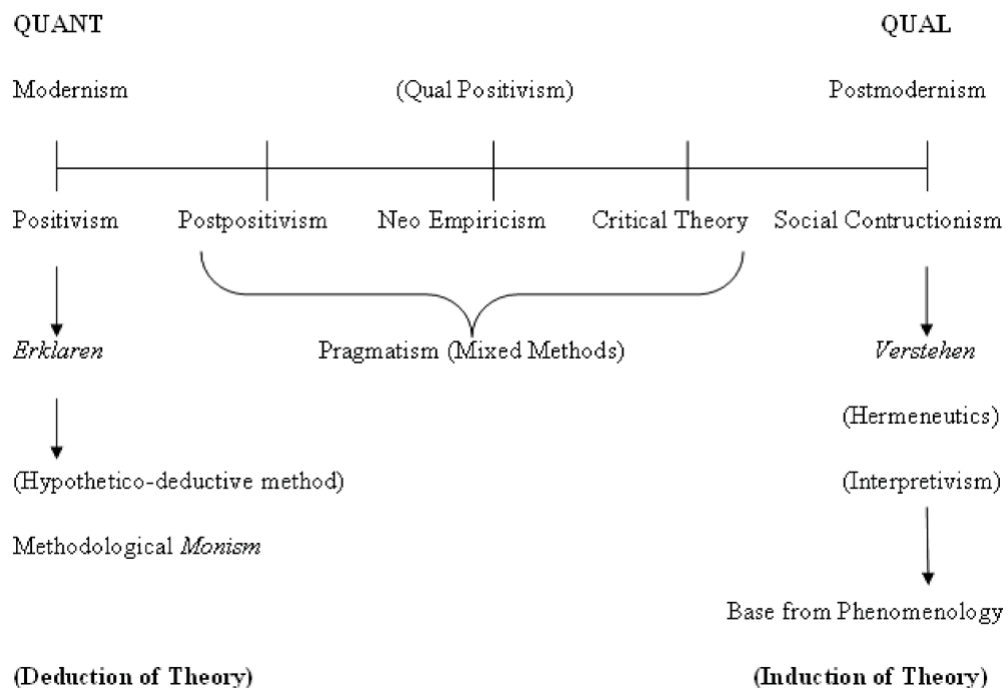 QUANT QUAL
Modernism (Qual Positivism) Postmodernism
Positivism Postpositivism Neo Empiricism Critical Theory Social Contructionism
Erklaren Pragmatism (Mixed Methods) Verstehen
(Hermeneutics)
(Hypothetico-deductive method) (Interpretivism)
Methodological Monism
Base from Phenomenology
(Deduction of Theory) (Induction of Theory)